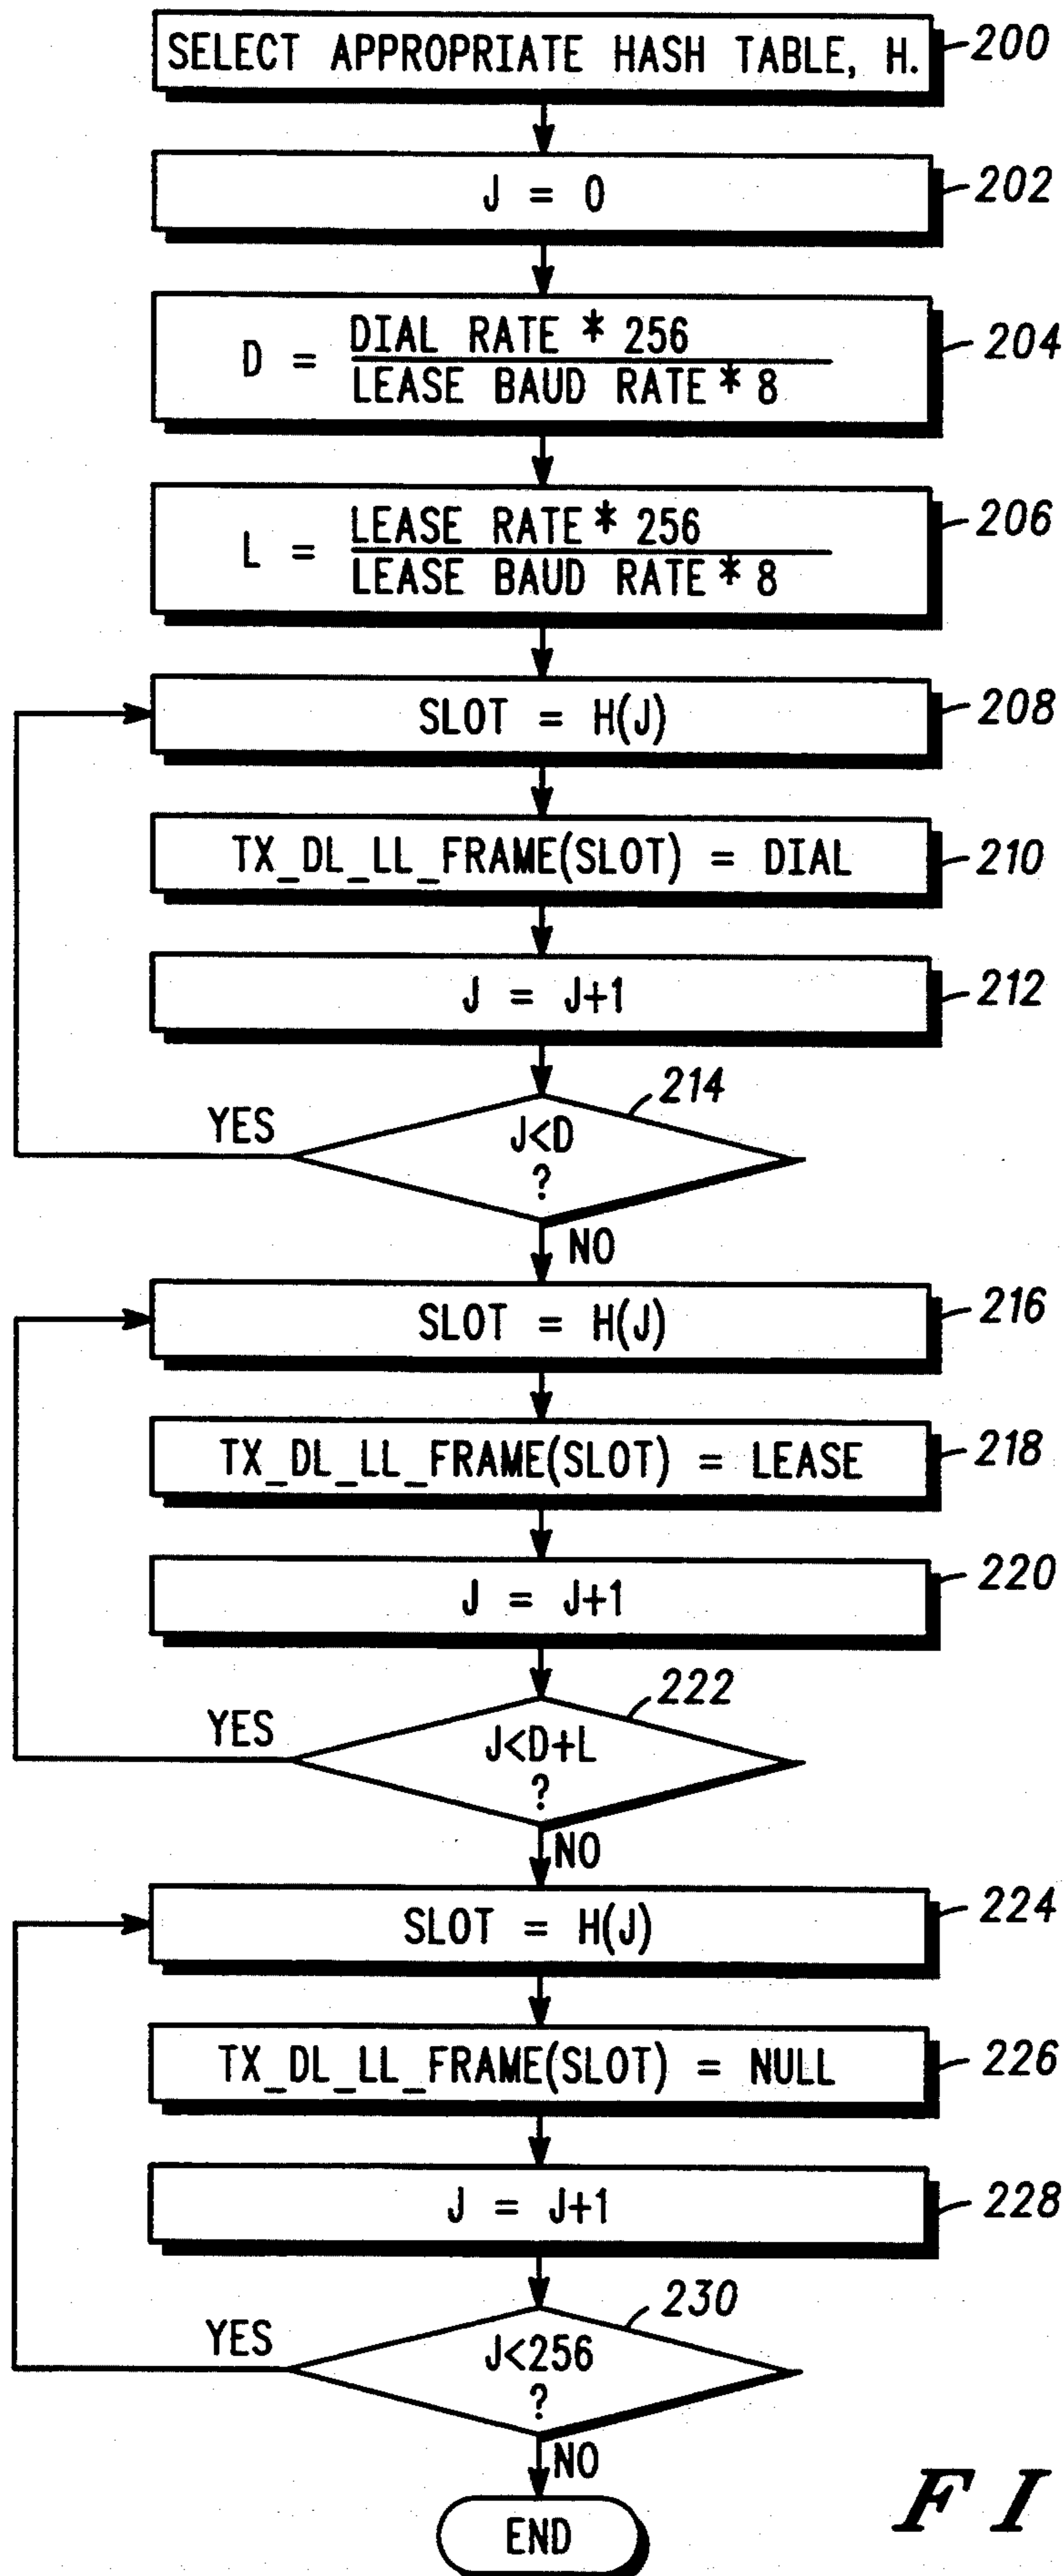 SELECT APPROPRIATE HASH TABLE, H.
200
J = 0
202
D = DIAL RATE * 256
LEASE BAUD RATE * 8
204
L = LEASE RATE * 256
LEASE BAUD RATE * 8
206
SLOT = H(J)
208
TX_DL_LL_FRAME(SLOT) = DIAL
210
J = J+1
212
214
J<D
?
YES
NO
SLOT = H(J)
216
TX_DL_LL_FRAME(SLOT) = LEASE
218
J = J+1
220
222
J<D+L
?
YES
NO
SLOT = H(J)
224
TX_DL_LL_FRAME(SLOT) = NULL
226
J = J+1
228
230
J<256
?
YES
NO
END
F I